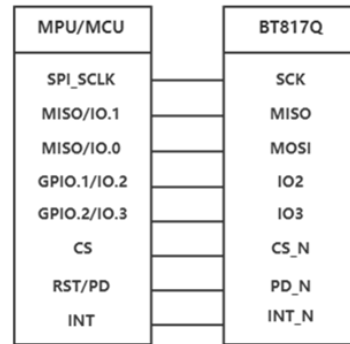 MPU/MCU BT817Q
SPI_SCLK SCK
MISO/IO.1 MISO
MISO/IO.0 MOSI
GPIO.1/IO.2 IO2
GPIO.2/IO.3 IO3
CS CS_N
RST/PD PD_N
INT INT_N